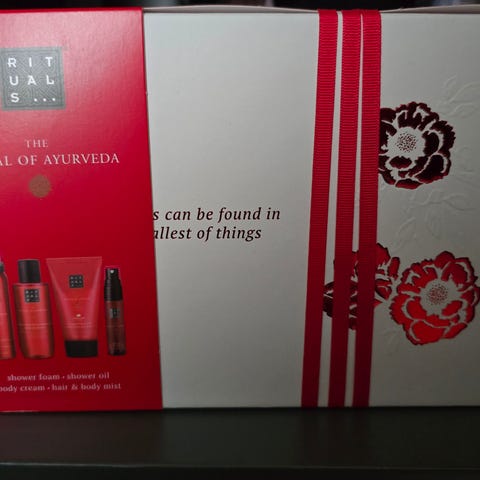 RIT
UAL
S...
THE
AL OF AYURVEDA
s can be found in
allest of things
shower foam • shower oil
body cream • hair & body mist